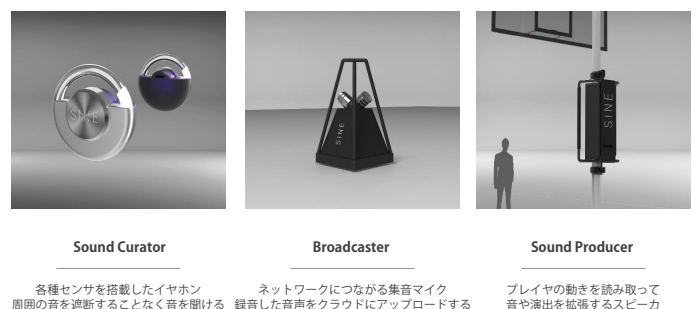 SINE
SINE
SINE
Sound Curator
各種センサを搭載したイヤホン
周囲の音を遮断することなく音を聞ける
Broadcaster
ネットワークにつながる集音マイク
録音した音声をクラウドにアップロードする
Sound Producer
プレイヤの動きを読み取って
音や演出を拡張するスピーカ